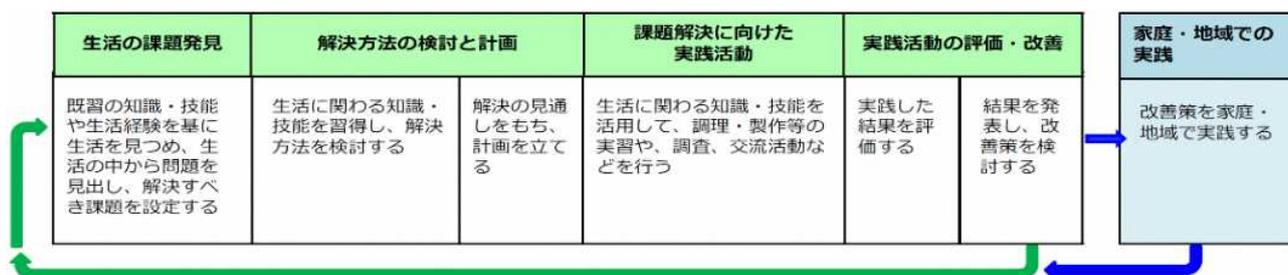 生活の課題発見
解決方法の検討と計画
課題解決に向けた
実践活動
実践活動の評価・改善
家庭・地域での
実践
既習の知識・技能
や生活経験を基に
生活を見つめ、生
活の中から問題を
見出し、解決すべ
き課題を設定する
生活に関わる知識・
技能を習得し、解決
方法を検討する
解決の見通
しをもち、
計画を立て
る
生活に関わる知識・技能を
活用して、調理・製作等の
実習や、調査、交流活動な
どを行う
実践した
結果を評
価する
結果を発
表し、改
善策を検
討する
改善策を家庭・
地域で実践する